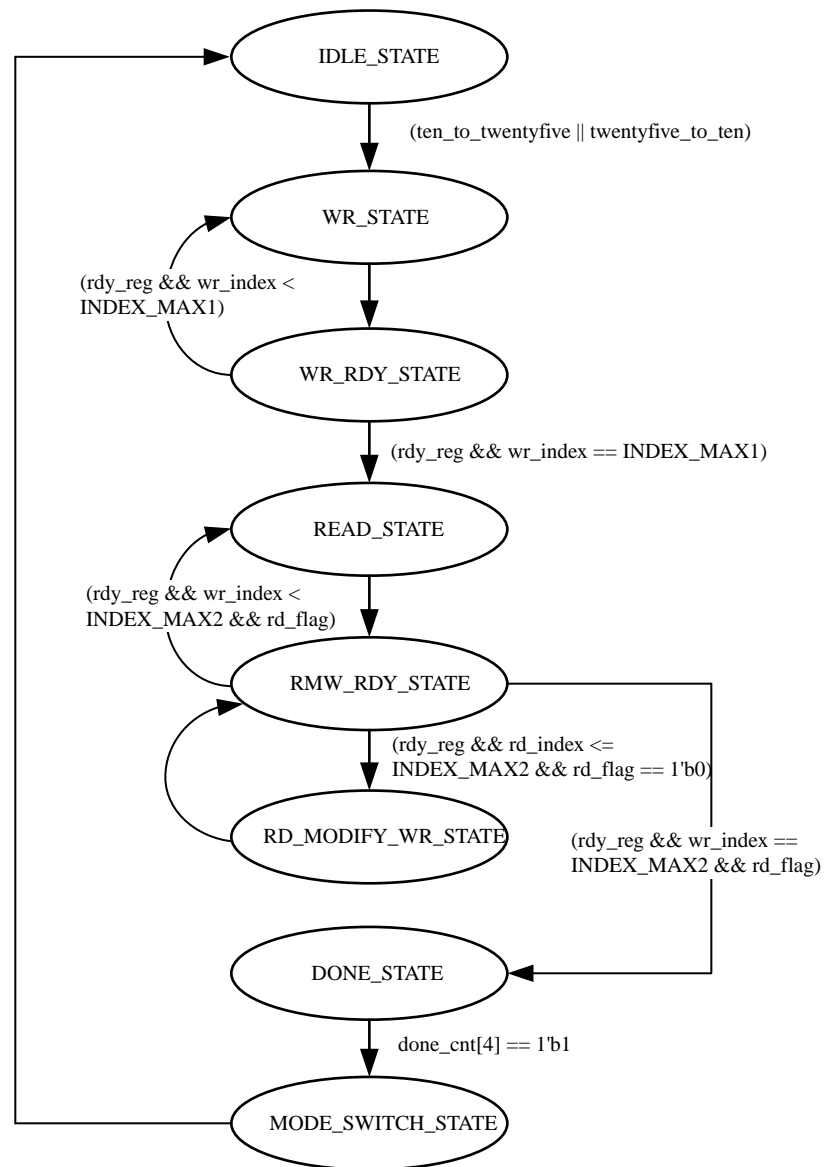 IDLE_STATE
(ten_to_twentyfive || twentyfive_to_ten)
WR_STATE
(rdy_reg && wr_index <
INDEX_MAX1)
WR_RDY_STATE
(rdy_reg && wr_index == INDEX_MAX1)
READ_STATE
(rdy_reg && wr_index <
INDEX_MAX2 && rd_flag)
RMW_RDY_STATE
(rdy_reg && rd_index <=
INDEX_MAX2 && rd_flag == 1'b0)
RD_MODIFY_WR_STATE
(rdy_reg && wr_index ==
INDEX_MAX2 && rd_flag)
DONE_STATE
done_cnt[4] == 1'b1
MODE_SWITCH_STATE